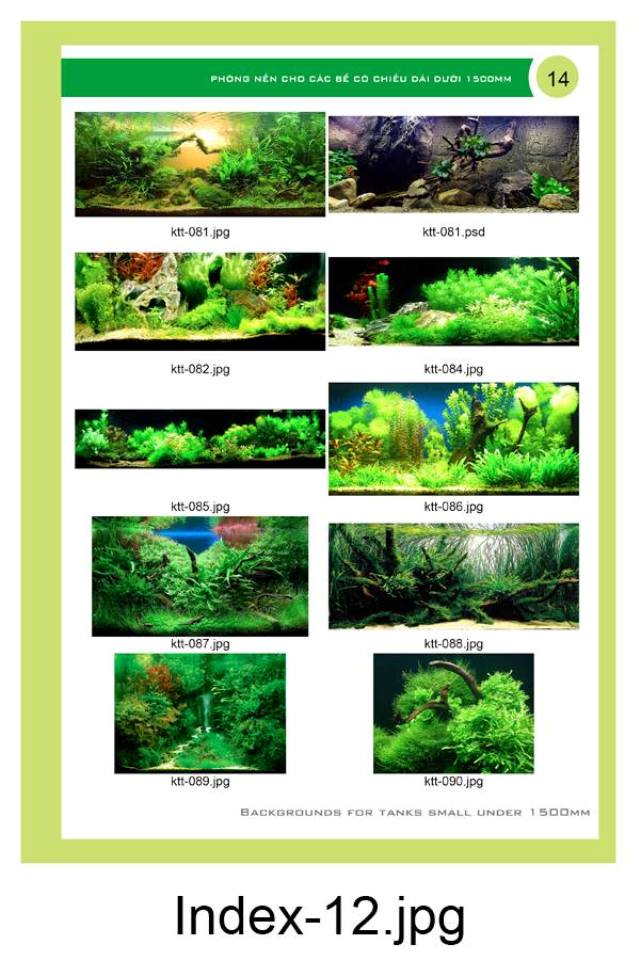 PHÔNG NỀN CHO CÁC BỂ CÓ CHIỀU DÀI DƯỚI 1500MM
14
ktt-081.jpg
ktt-081.psd
ktt-082.jpg
ktt-084.jpg
ktt-085.jpg
ktt-086.jpg
ktt-087.jpg
ktt-088.jpg
ktt-089.jpg
ktt-090.jpg
BACKGROUNDS FOR TANKS SMALL UNDER 1500MM
Index-12.jpg